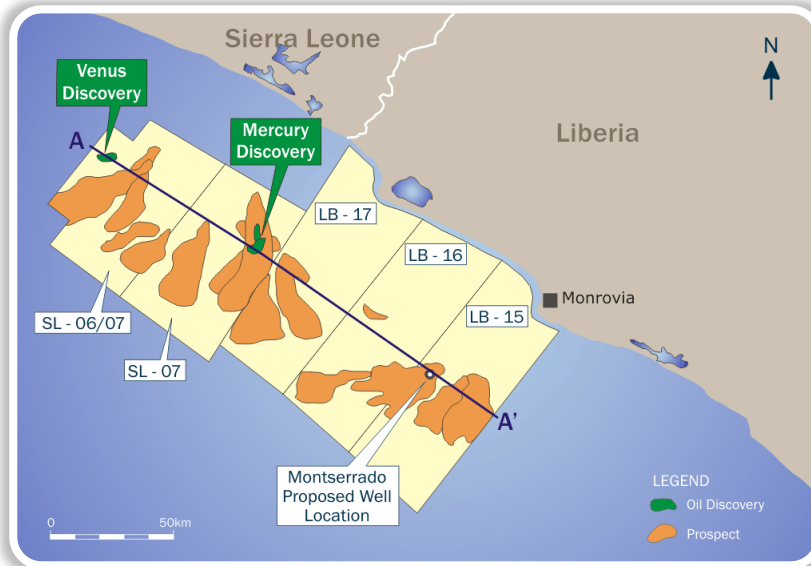 Sierra Leone
N
Venus
Discovery
Liberia
A
Mercury
Discovery
LB - 17
LB - 16
Monrovia
LB - 15
SL - 06/07
SL - 07
A'
Montserrado
Proposed Well
Location
LEGEND
Oil Discovery
Prospect
0 50km